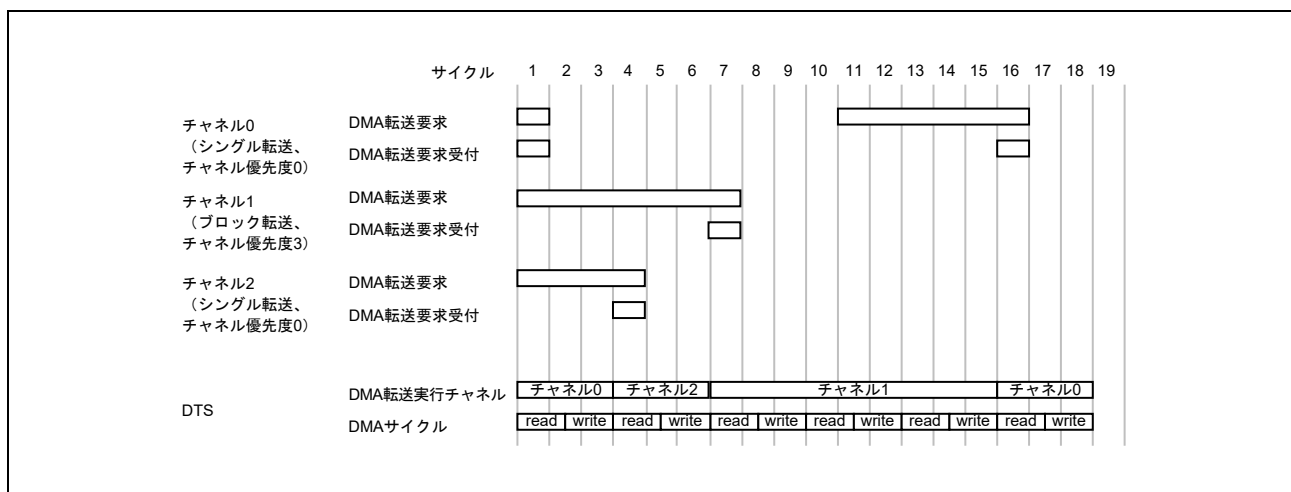 サイクル 1 2 3 4 5 6 7 8 9 10 11 12 13 14 15 16 17 18 19
チャネル0
（シングル転送、
チャネル優先度0）
DMA転送要求
DMA転送要求受付
チャネル1
（ブロック転送、
チャネル優先度3）
DMA転送要求
DMA転送要求受付
チャネル2
（シングル転送、
チャネル優先度0）
DMA転送要求
DMA転送要求受付
DTS
DMA転送実行チャネル チャネル0 チャネル2 チャネル1 チャネル0
DMAサイクル read write read write read write read write read write read write